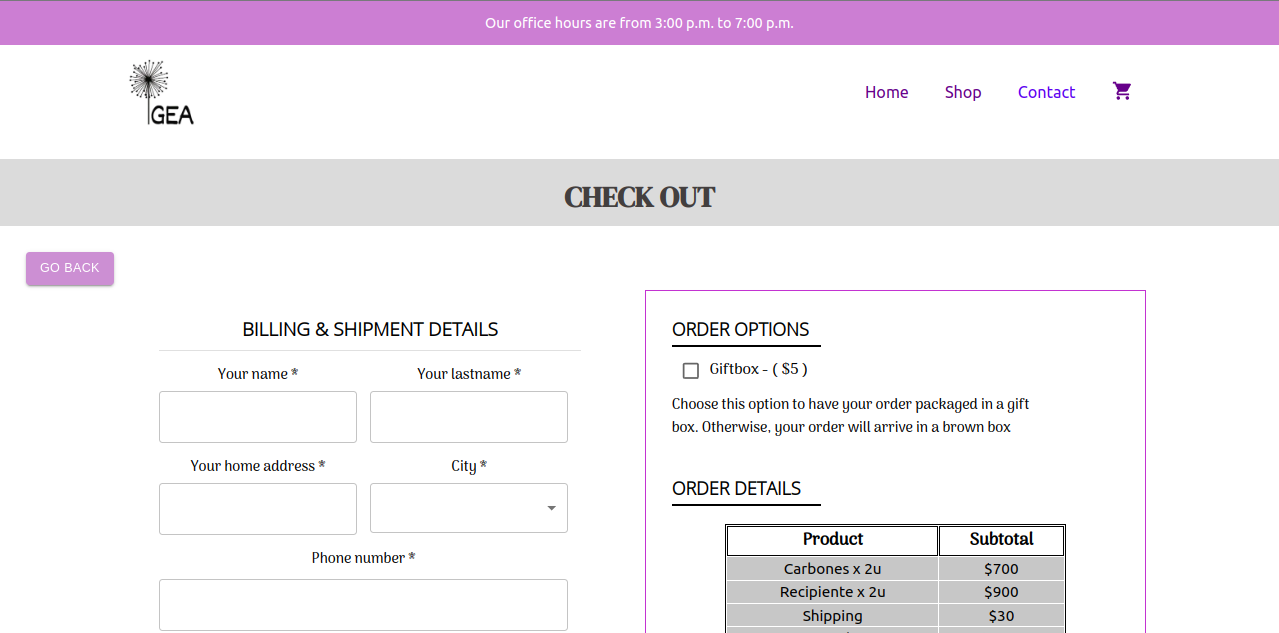 Our office hours are from 3:00 p.m. to 7:00 p.m.
GEA
Home Shop Contact
CHECK OUT
GO BACK
BILLING & SHIPMENT DETAILS
Your name * Your lastname *
Your home address * City *
Phone number *
ORDER OPTIONS
Giftbox - ( $5 )
Choose this option to have your order packaged in a gift
box. Otherwise, your order will arrive in a brown box
ORDER DETAILS
Product Subtotal
Carbones x 2u $700
Recipiente x 2u $900
Shipping $30